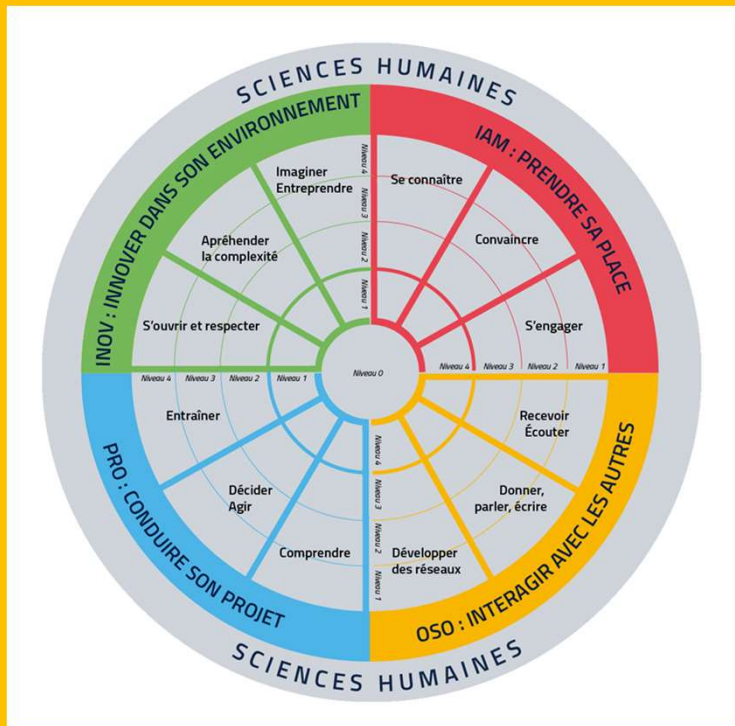 SCIENCES HUMAINES
INOV : INNOVER DANS SON ENVIRONNEMENT
IAM : PRENDRE SA PLACE
Imaginer
Entreprendre
Apréhender
la complexité
S'ouvrir et respecter
Se connaître
Convaincre
S'engager
Niveau 4
Niveau 3
Niveau 2
Niveau 1
Niveau 4
Niveau 3
Niveau 2
Niveau 1
Niveau 0
Niveau 4
Niveau 3
Niveau 2
Niveau 1
Entraîner
Décider
Agir
Comprendre
Niveau 4
Niveau 3
Niveau 2
Niveau 1
Recevoir
Écouter
Donner,
parler, écrire
Développer
des réseaux
PRO : CONDUIRE SON PROJET
OSO : INTERAGIR AVEC LES AUTRES
SCIENCES HUMAINES